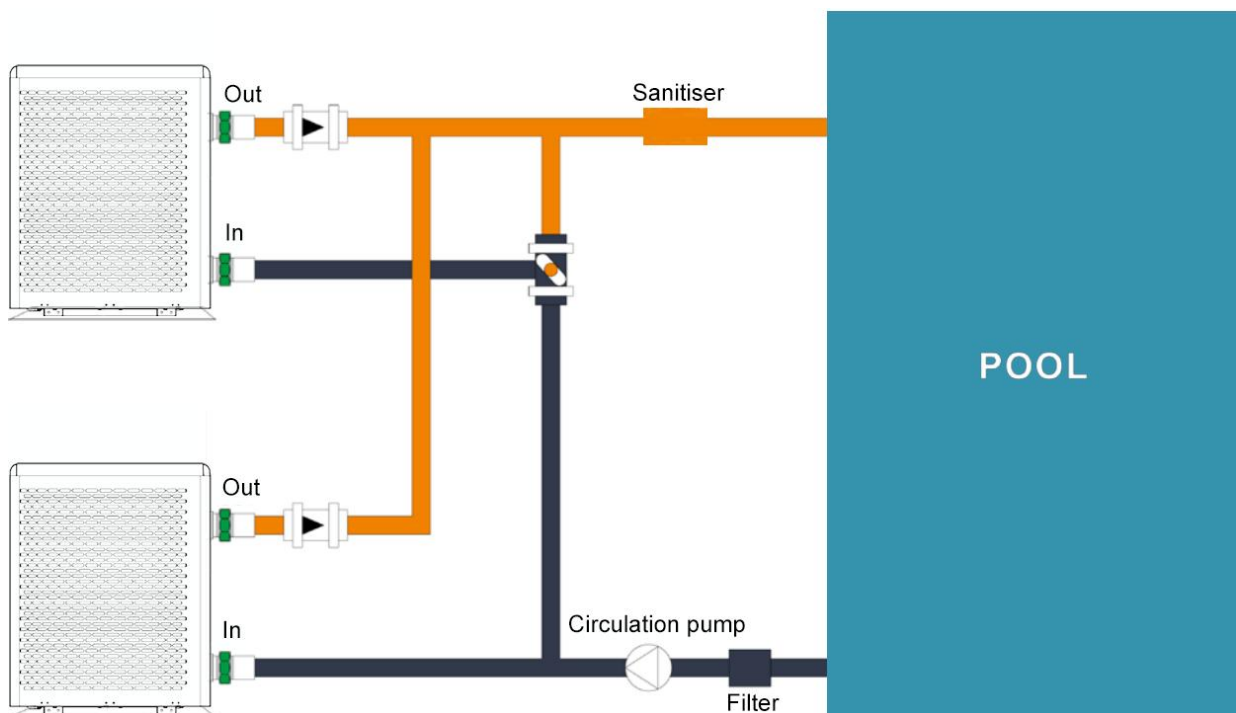 Out
Sanitiser
In
POOL
Out
In
Circulation pump
Filter